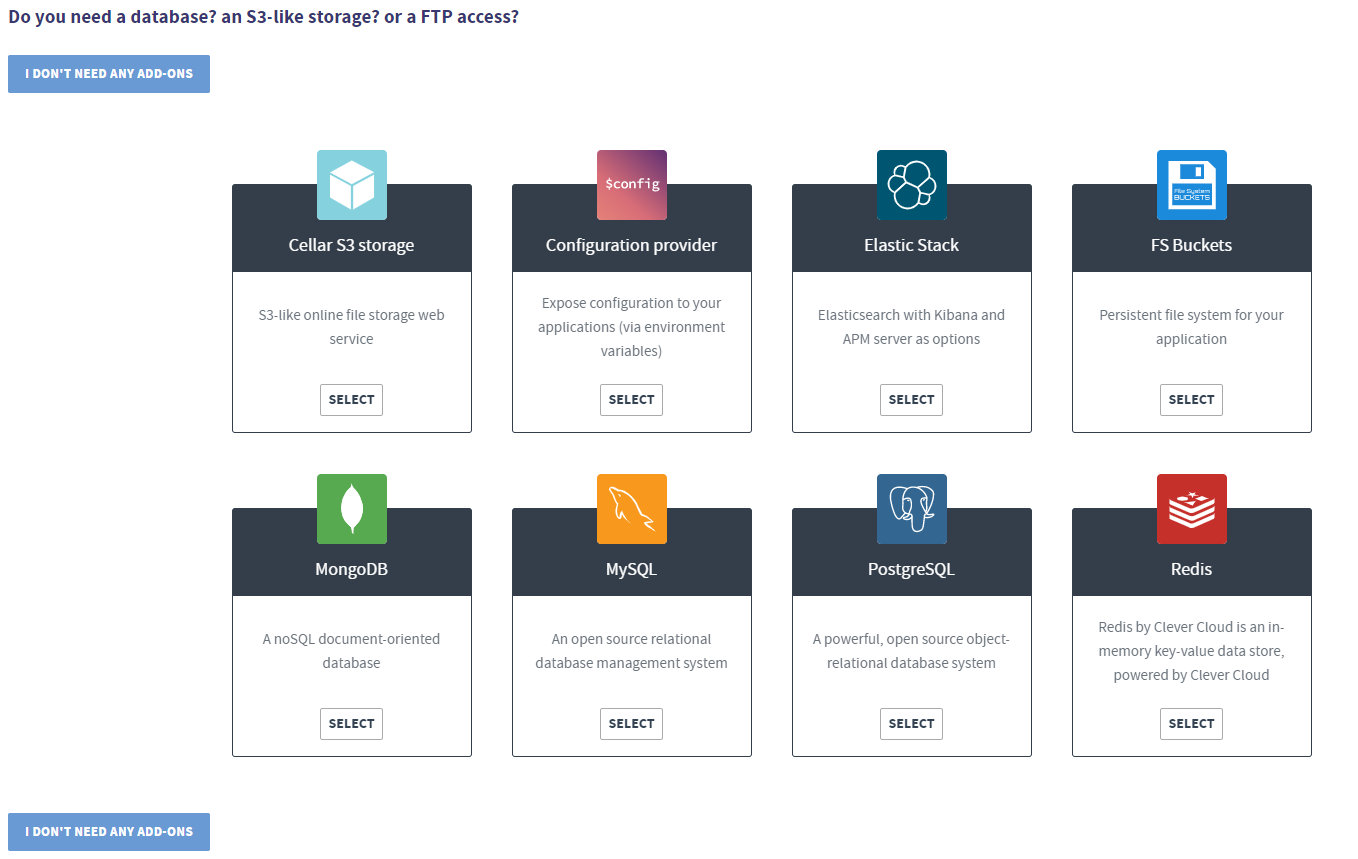 Do you need a database? an S3-like storage? or a FTP access?
I DON'T NEED ANY ADD-ONS
Cellar S3 storage
S3-like online file storage web
service
SELECT
$config
Configuration provider
Expose configuration to your
applications (via environment
variables)
SELECT
Elastic Stack
Elasticsearch with Kibana and
APM server as options
SELECT
File System
BUCKETS
FS Buckets
Persistent file system for your
application
SELECT
MongoDB
A noSQL document-oriented
database
SELECT
MySQL
An open source relational
database management system
SELECT
PostgreSQL
A powerful, open source object-
relational database system
SELECT
Redis
Redis by Clever Cloud is an in-
memory key-value data store,
powered by Clever Cloud
SELECT
I DON'T NEED ANY ADD-ONS